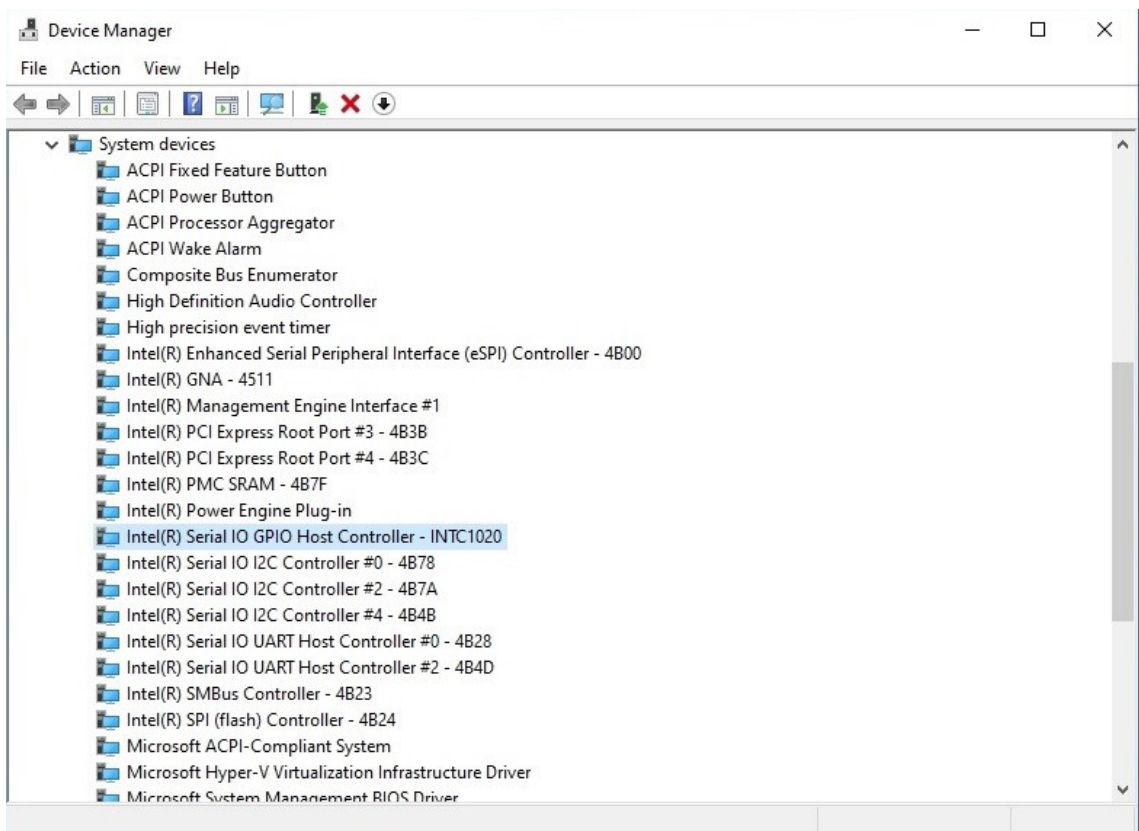 Device Manager
File Action View Help
System devices
ACPI Fixed Feature Button
ACPI Power Button
ACPI Processor Aggregator
ACPI Wake Alarm
Composite Bus Enumerator
High Definition Audio Controller
High precision event timer
Intel(R) Enhanced Serial Peripheral Interface (eSPI) Controller - 4B00
Intel(R) GNA - 4511
Intel(R) Management Engine Interface #1
Intel(R) PCI Express Root Port #3 - 4B3B
Intel(R) PCI Express Root Port #4 - 4B3C
Intel(R) PMC SRAM - 4B7F
Intel(R) Power Engine Plug-in
Intel(R) Serial IO GPIO Host Controller - INTC1020
Intel(R) Serial IO I2C Controller #0 - 4B78
Intel(R) Serial IO I2C Controller #2 - 4B7A
Intel(R) Serial IO I2C Controller #4 - 4B4B
Intel(R) Serial IO UART Host Controller #0 - 4B28
Intel(R) Serial IO UART Host Controller #2 - 4B4D
Intel(R) SMBus Controller - 4B23
Intel(R) SPI (flash) Controller - 4B24
Microsoft ACPI-Compliant System
Microsoft Hyper-V Virtualization Infrastructure Driver
Microsoft System Management BIOS Driver